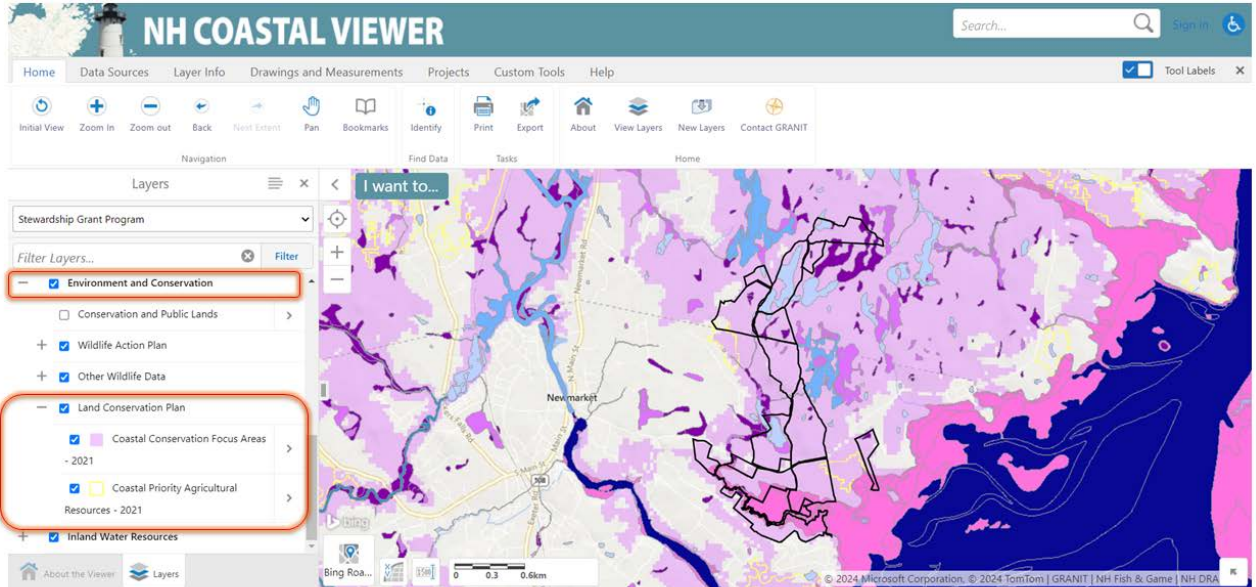 NH COASTAL VIEWER
Search...
Sign in
Home Data Sources Layer Info Drawings and Measurements Projects Custom Tools Help
Tool Labels
Initial View Zoom In Zoom out Back Next Extent Pan Bookmarks Identify Print Export About View Layers New Layers Contact GRANIT
Navigation Find Data Tasks Home
Layers
I want to...
Stewardship Grant Program
Filter Layers...
Filter
Environment and Conservation
Conservation and Public Lands
Wildlife Action Plan
Other Wildlife Data
Land Conservation Plan
Coastal Conservation Focus Areas
- 2021
Coastal Priority Agricultural
Resources - 2021
Inland Water Resources
About the Viewer Layers
Newmarket Rd
N Main St
Newmarket
Main St
S Main St
Exeter Rd
108
bing
Bing Roa...
0 0.3 0.6km
© 2024 Microsoft Corporation, © 2024 TomTom | GRANIT | NH Fish & Game | NH DRA